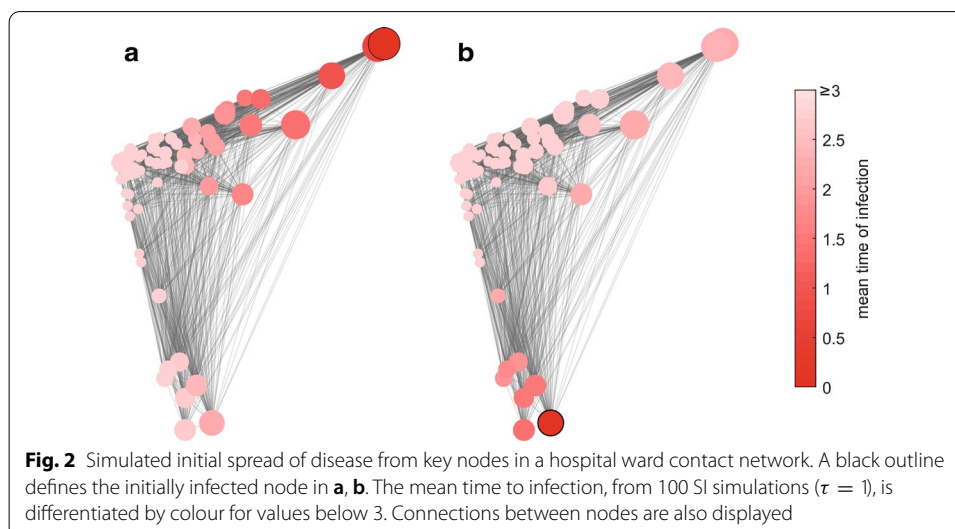 a
b
≥3
2.5
2
1.5
1
0.5
0
mean time of infection
Fig. 2 Simulated initial spread of disease from key nodes in a hospital ward contact network. A black outline
defines the initially infected node in a, b. The mean time to infection, from 100 SI simulations (τ = 1), is
differentiated by colour for values below 3. Connections between nodes are also displayed